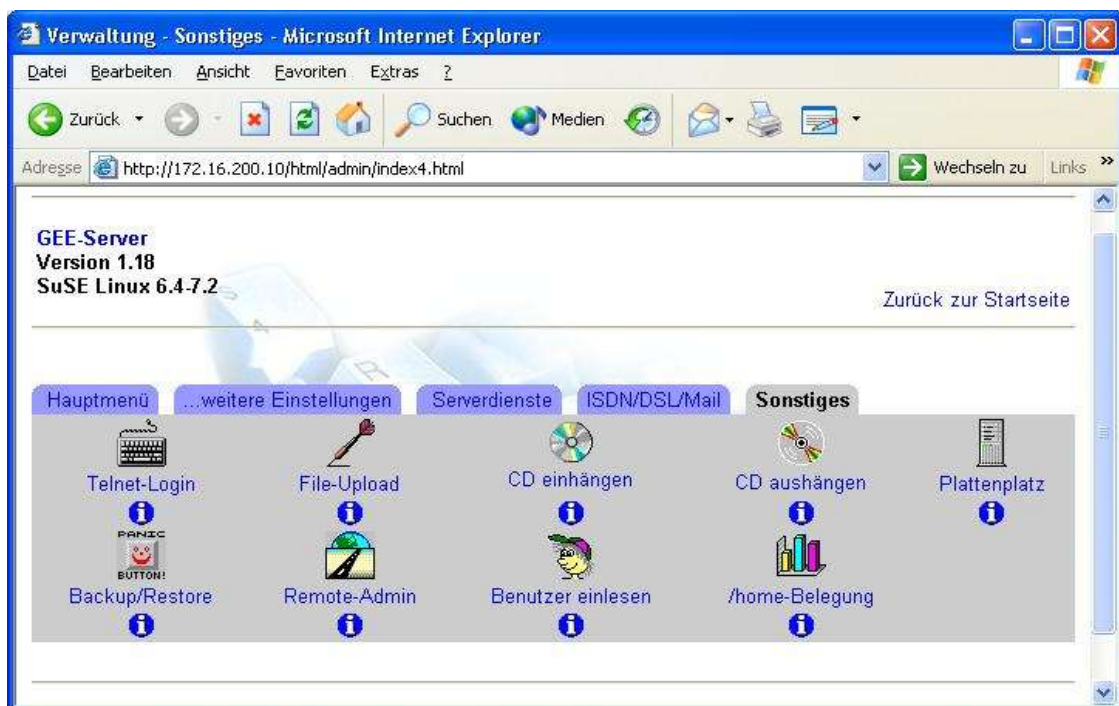 Verwaltung - Sonstiges - Microsoft Internet Explorer
Datei Bearbeiten Ansicht Favoriten Extras ?
Zurück Suchen Medien
Adresse http://172.16.200.10/html/admin/index4.html Wechseln zu Links »
GEE-Server
Version 1.18
SuSE Linux 6.4-7.2
Zurück zur Startseite
Hauptmenü ...weitere Einstellungen Serverdienste ISDN/DSL/Mail Sonstiges
Telnet-Login File-Upload CD einhängen CD aushängen Plattenplatz
PANIC
BUTTON!
Backup/Restore Remote-Admin Benutzer einlesen /home-Belegung